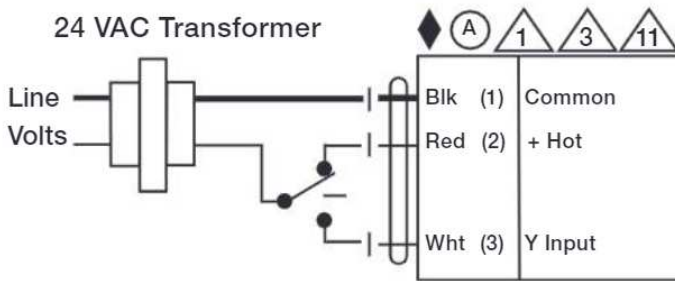 24 VAC Transformer
A 1 3 11
Line
Volts
Blk (1) Common
Red (2) + Hot
Wht (3) Y Input